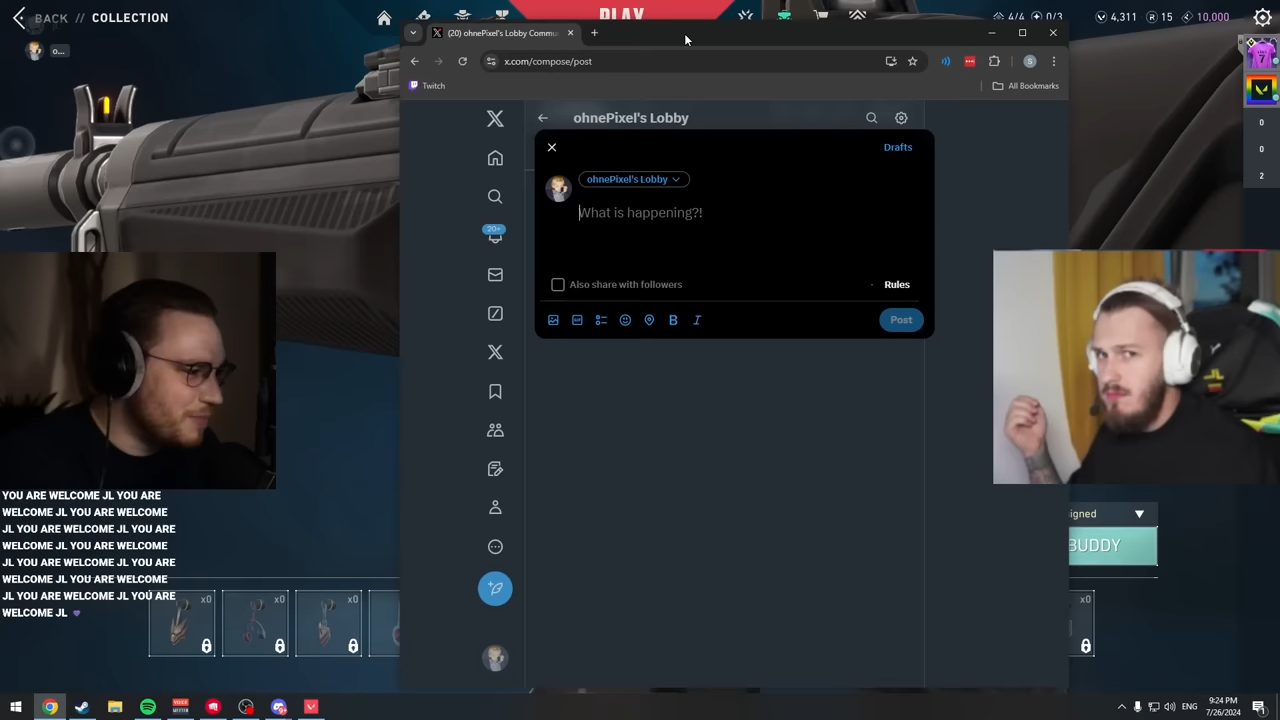 BACK // COLLECTION
PLAY
4/4
0/3
4,311
15
10,000
o...
(20) ohnePixel's Lobby Commu
x.com/compose/post
S
Twitch
All Bookmarks
ohnePixel's Lobby
Drafts
ohnePixel's Lobby
What is happening?!
Also share with followers
Rules
Post
20+
7
0
0
2
YOU ARE WELCOME JL YOU ARE
WELCOME JL YOU ARE WELCOME
JL YOU ARE WELCOME JL YOU ARE
WELCOME JL YOU ARE WELCOME
JL YOU ARE WELCOME JL YOU ARE
WELCOME JL YOU ARE WELCOME
JL YOU ARE WELCOME JL YOU ARE
WELCOME JL
signed
BUDDY
x0
x0
x0
x0
ENG
9:24 PM
7/26/2024